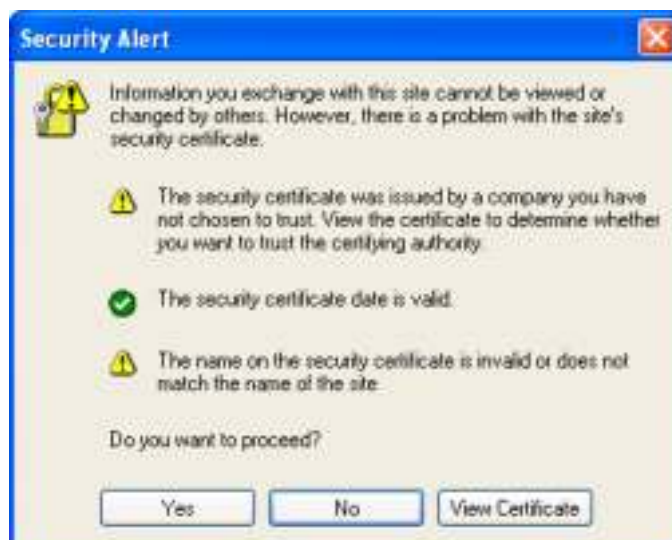 Security Alert
Information you exchange with this site cannot be viewed or
changed by others. However, there is a problem with the site's
security certificate.
The security certificate was issued by a company you have
not chosen to trust. View the certificate to determine whether
you want to trust the certifying authority.
The security certificate date is valid.
The name on the security certificate is invalid or does not
match the name of the site
Do you want to proceed?
Yes
No
View Certificate